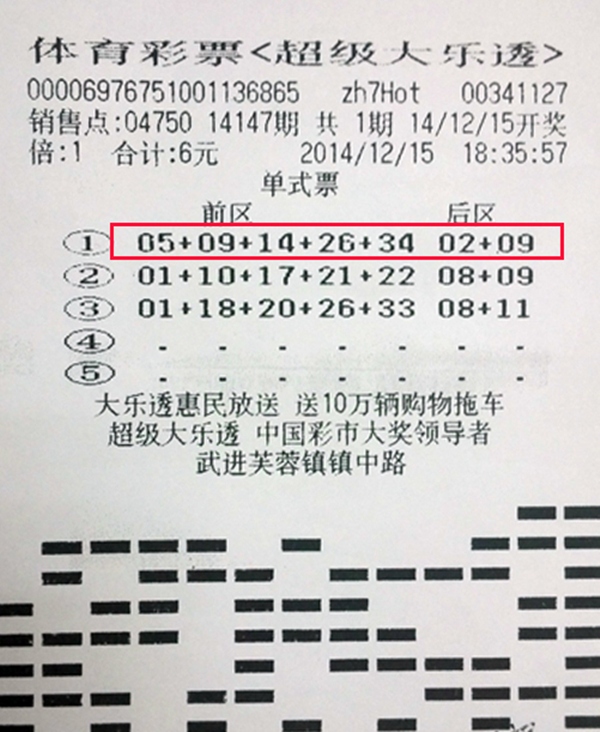 体育彩票<超级大乐透>
00006976751001136865 zh7Hot 00341127
销售点:04750 14147期 共 1期 14/12/15开奖
倍:1 合计:6元 2014/12/15 18:35:57
单式票
前区 后区
① 05+09+14+26+34 02+09
② 01+10+17+21+22 08+09
③ 01+18+20+26+33 08+11
④ - - - - - - -
⑤ - - - - - - -
大乐透惠民放送 送10万辆购物拖车
超级大乐透 中国彩市大奖领导者
武进芙蓉镇镇中路